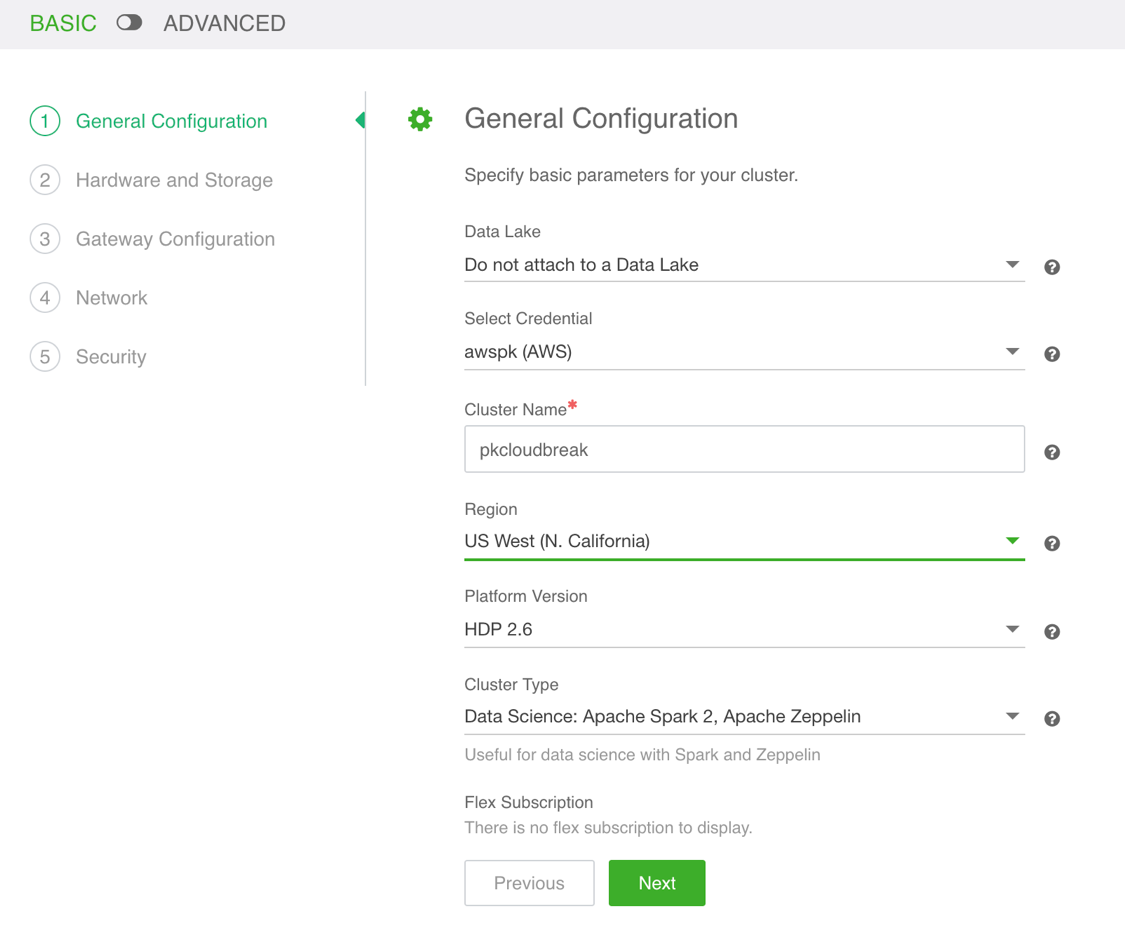 BASIC ADVANCED
1 General Configuration
2 Hardware and Storage
3 Gateway Configuration
4 Network
5 Security
General Configuration
Specify basic parameters for your cluster.
Data Lake
Do not attach to a Data Lake ?
Select Credential
awspk (AWS) ?
Cluster Name*
pkcloudbreak ?
Region
US West (N. California) ?
Platform Version
HDP 2.6 ?
Cluster Type
Data Science: Apache Spark 2, Apache Zeppelin ?
Useful for data science with Spark and Zeppelin
Flex Subscription
There is no flex subscription to display.
Previous Next